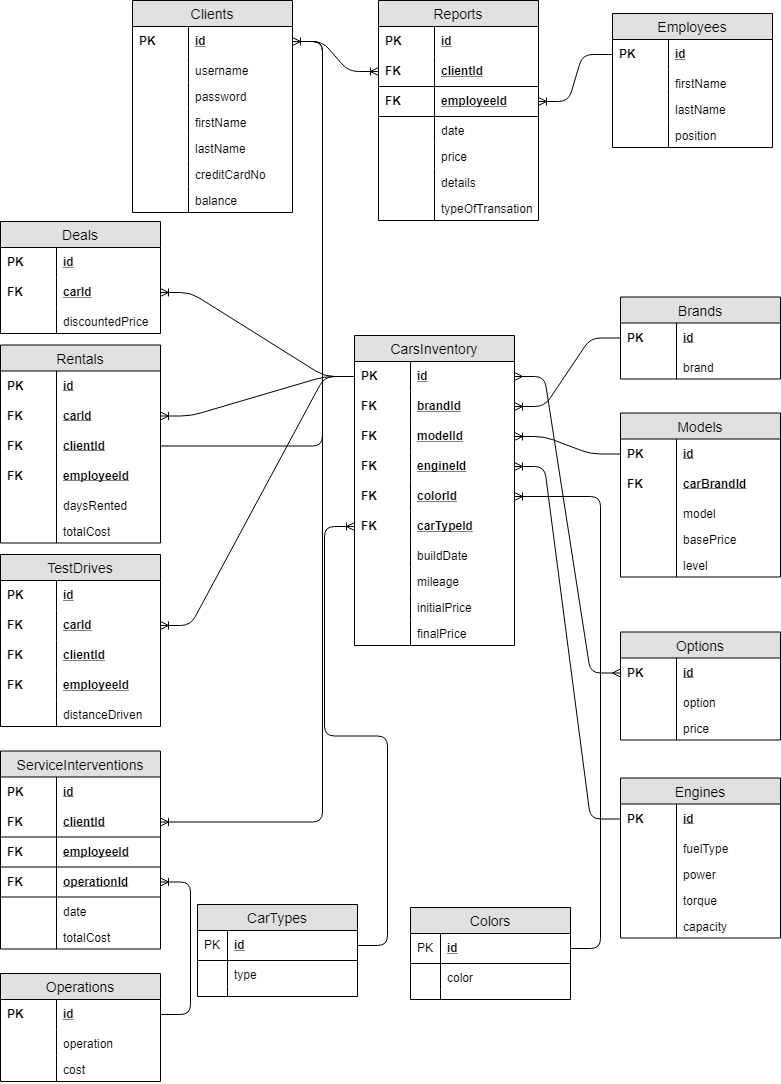 Clients
PK id
username
password
firstName
lastName
creditCardNo
balance
Reports
PK id
FK clientId
FK employeeId
date
price
details
typeOfTransation
Employees
PK id
firstName
lastName
position
Deals
PK id
FK carId
discountedPrice
Rentals
PK id
FK carId
FK clientId
FK employeeId
daysRented
totalCost
TestDrives
PK id
FK carId
FK clientId
FK employeeId
distanceDriven
ServiceInterventions
PK id
FK clientId
FK employeeId
FK operationId
date
totalCost
Operations
PK id
operation
cost
CarsInventory
PK id
FK brandId
FK modelId
FK engineId
FK colorId
FK carTypeId
buildDate
mileage
initialPrice
finalPrice
CarTypes
PK id
type
Colors
PK id
color
Brands
PK id
brand
Models
PK id
FK carBrandId
model
basePrice
level
Options
PK id
option
price
Engines
PK id
fuelType
power
torque
capacity